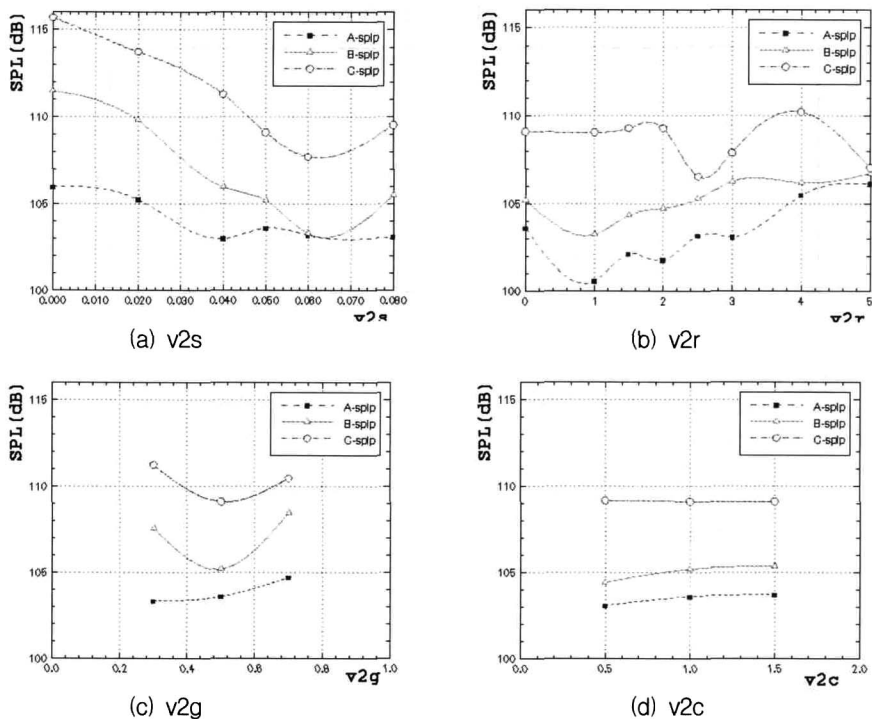 SPL(dB)
115
110
105
100
A-splp
B-splp
C-splp
0.000 0.010 0.020 0.030 0.040 0.050 0.060 0.070 0.080
v2s
(a) v2s
SPL(dB)
115
110
105
100
A-splp
B-splp
C-splp
0 1 2 3 4 5
v2r
(b) v2r
SPL(dB)
115
110
105
100
A-splp
B-splp
C-splp
0.0 0.2 0.4 0.6 0.8 1.0
v2g
(c) v2g
SPL(dB)
115
110
105
100
A-splp
B-splp
C-splp
0.0 0.5 1.0 1.5 2.0
v2c
(d) v2c